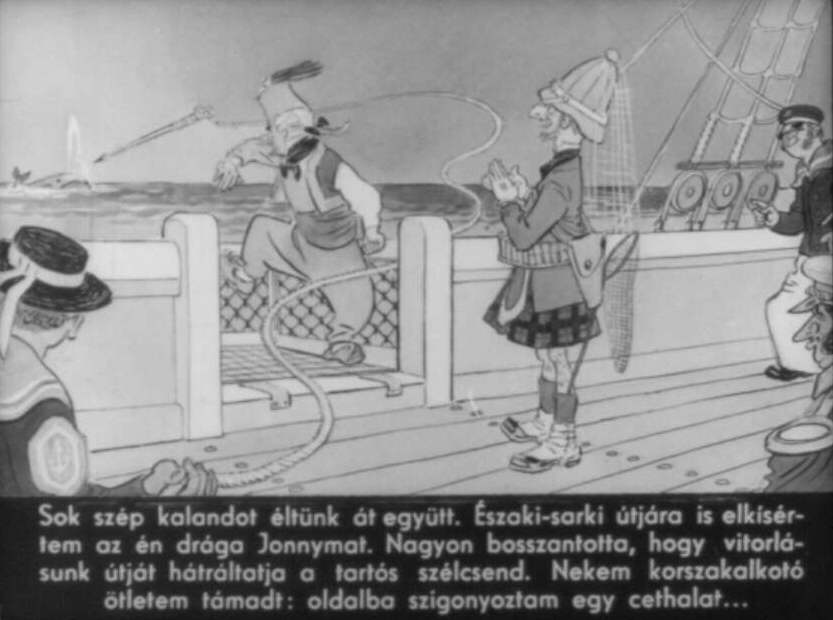 Sok szép kalandot éltünk át együtt. Északi-sarki útjára is elkísér-
tem az én drága Jonnymat. Nagyon bosszantotta, hogy vitorlá-
sunk útját hátráltatja a tartós szélcsend. Nekem korszakalkotó
ötletem támadt: oldalba szigonyoztam egy cethalat...